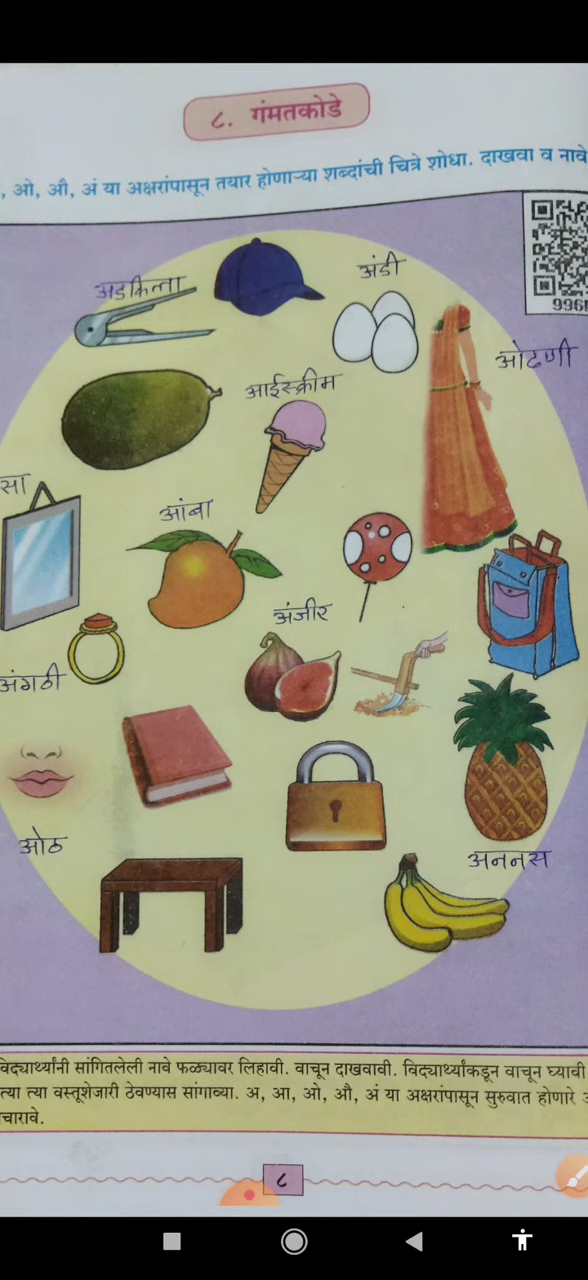 ८. गंमतकोडे
, ओ, औ, अं या अक्षरांपासून तयार होणाऱ्या शब्दांची चित्रे शोधा. दाखवा व नावे
996
अडकित्ता
अंडी
ओढणी
आईस्क्रीम
सा
आंबा
अंजीर
अंगठी
ओठ
अननस
विद्यार्थ्यांनी सांगितलेली नावे फळ्यावर लिहावी. वाचून दाखवावी. विद्यार्थ्यांकडून वाचून घ्यावी
त्या त्या वस्तूशेजारी ठेवण्यास सांगाव्या. अ, आ, ओ, औ, अं या अक्षरांपासून सुरुवात होणारे
चारावे.
८